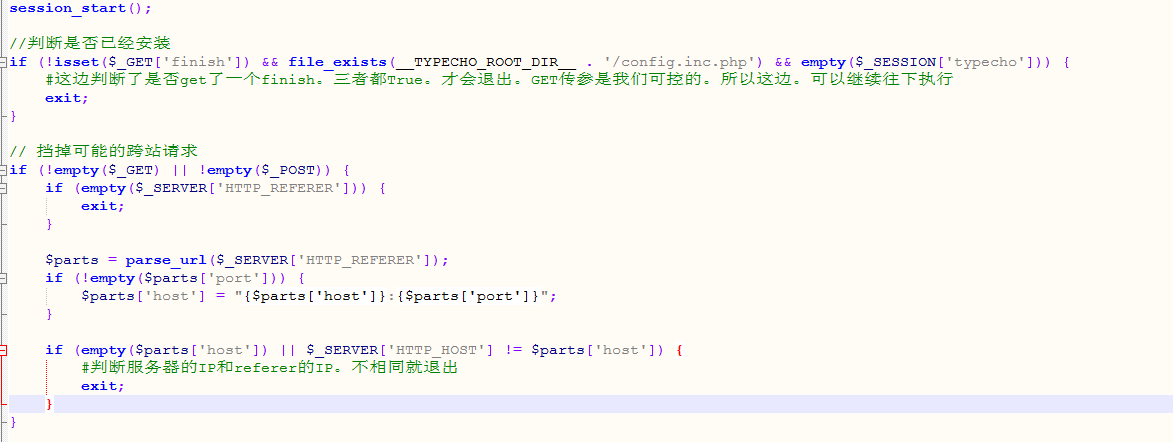 session_start();
//判断是否已经安装
if (!isset($_GET['finish']) && file_exists(__TYPECHO_ROOT_DIR__ . '/config.inc.php') && empty($_SESSION['typecho'])) {
#这边判断了是否get了一个finish。三者都True。才会退出。GET传参是我们可控的。所以这边。可以继续往下执行
exit;
}
// 挡掉可能的跨站请求
if (!empty($_GET) || !empty($_POST)) {
if (empty($_SERVER['HTTP_REFERER'])) {
exit;
}
$parts = parse_url($_SERVER['HTTP_REFERER']);
if (!empty($parts['port'])) {
$parts['host'] = "{$parts['host']}:{$parts['port']}";
}
if (empty($parts['host']) || $_SERVER['HTTP_HOST'] != $parts['host']) {
#判断服务器的IP和referer的IP。不相同就退出
exit;
}
}